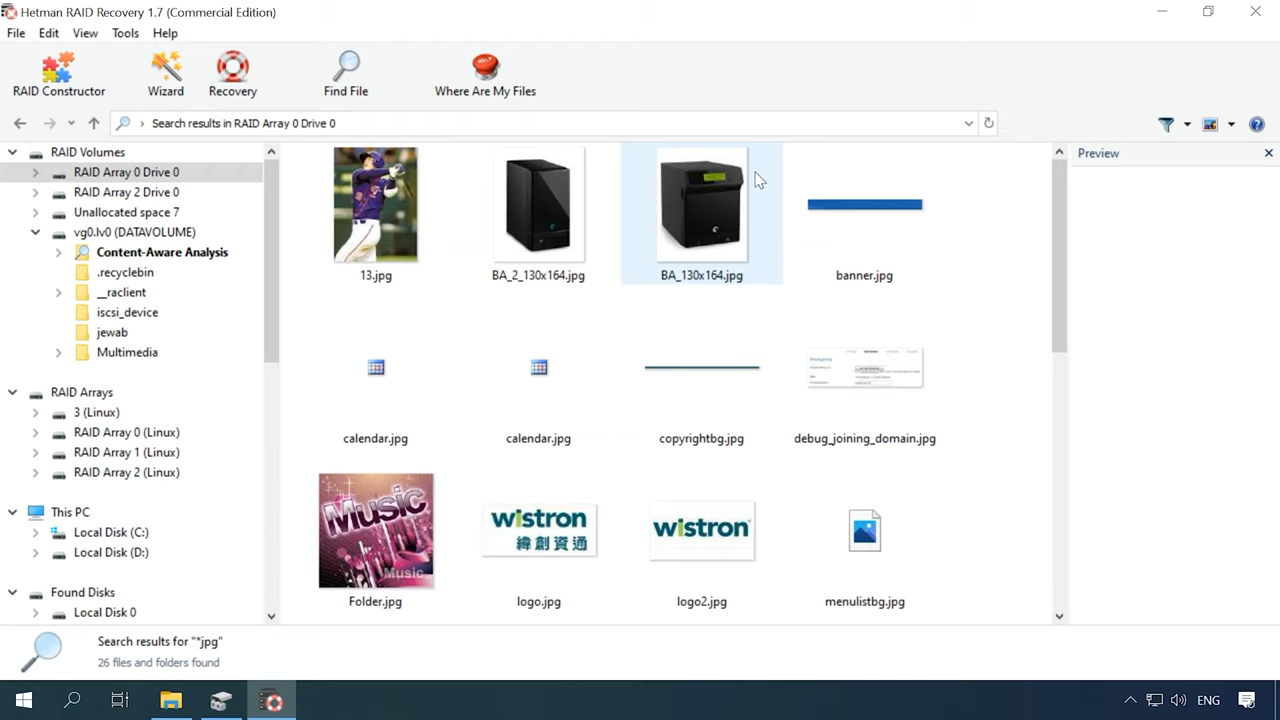 Hetman RAID Recovery 1.7 (Commercial Edition)
File Edit View Tools Help
RAID Constructor Wizard Recovery Find File HELP Where Are My Files
Search results in RAID Array 0 Drive 0
RAID Volumes
RAID Array 0 Drive 0
RAID Array 2 Drive 0
Unallocated space 7
vg0.lv0 (DATAVOLUME)
Content-Aware Analysis
.recyclebin
__raclient
iscsi_device
jewab
Multimedia
RAID Arrays
3 (Linux)
RAID Array 0 (Linux)
RAID Array 1 (Linux)
RAID Array 2 (Linux)
This PC
Local Disk (C:)
Local Disk (D:)
Found Disks
Local Disk 0
13.jpg BA_2_130x164.jpg BA_130x164.jpg banner.jpg
calendar.jpg calendar.jpg copyrightbg.jpg debug_joining_domain.jpg
Music
Music
wistron
緯創資通
wistron
Folder.jpg logo.jpg logo2.jpg menulistbg.jpg
Preview
Search results for "*jpg"
26 files and folders found
ENG